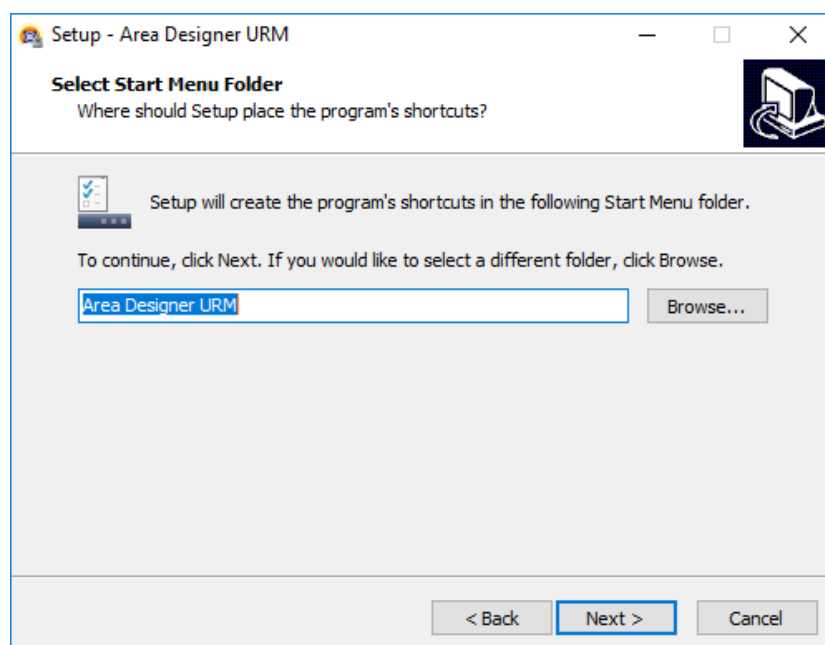 Setup - Area Designer URM
Select Start Menu Folder
Where should Setup place the program's shortcuts?
Setup will create the program's shortcuts in the following Start Menu folder.
To continue, click Next. If you would like to select a different folder, click Browse.
Area Designer URM
Browse...
< Back
Next >
Cancel